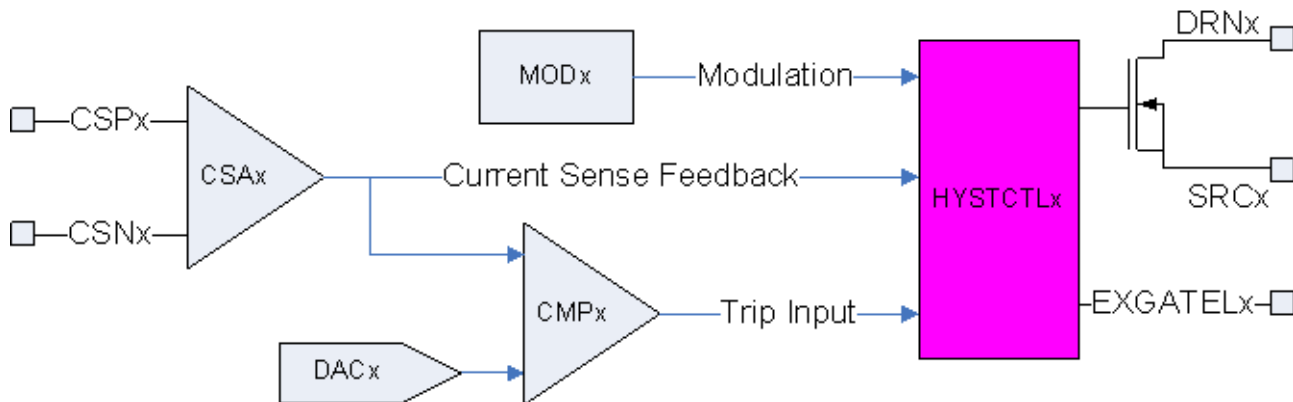 DRNx
MODx
Modulation
CSPx
CSAx
Current Sense Feedback
HYSTCTLx
SRCx
CSNx
CMPx
Trip Input
EXGATELx
DACx